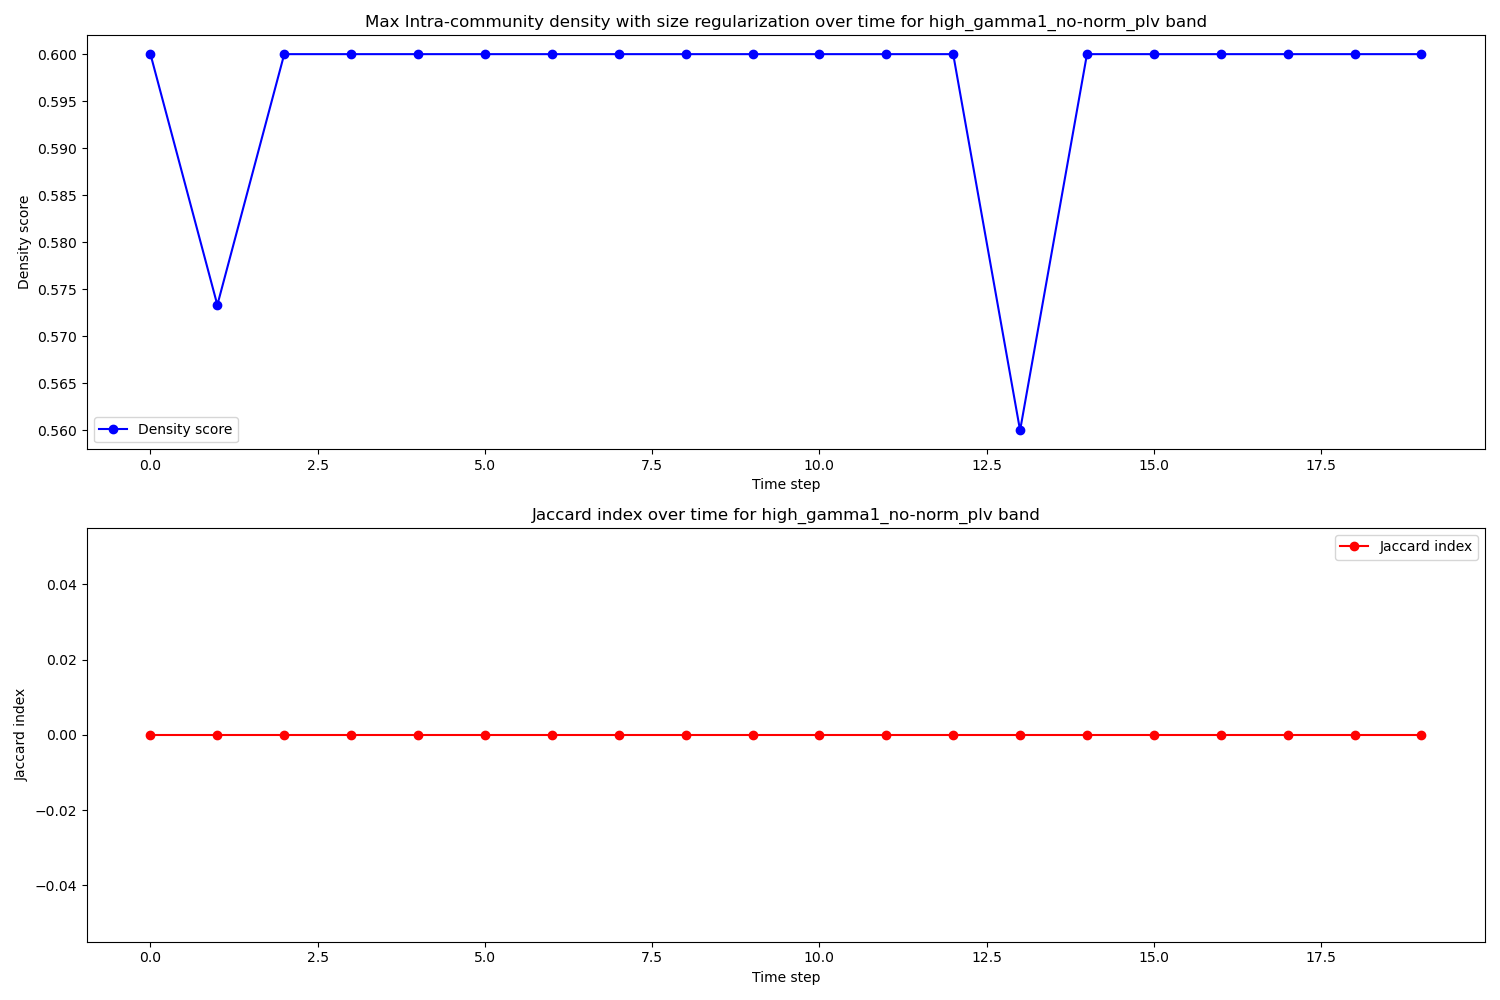 Max Intra-community density with size regularization over time for high_gamma1_no-norm_plv band
0.600
0.595
0.590
0.585
0.580
0.575
0.570
0.565
0.560
Density score
Density score
0.0 2.5 5.0 7.5 10.0 12.5 15.0 17.5
Time step
Jaccard index over time for high_gamma1_no-norm_plv band
Jaccard index
0.04
0.02
0.00
−0.02
−0.04
Jaccard index
0.0 2.5 5.0 7.5 10.0 12.5 15.0 17.5
Time step